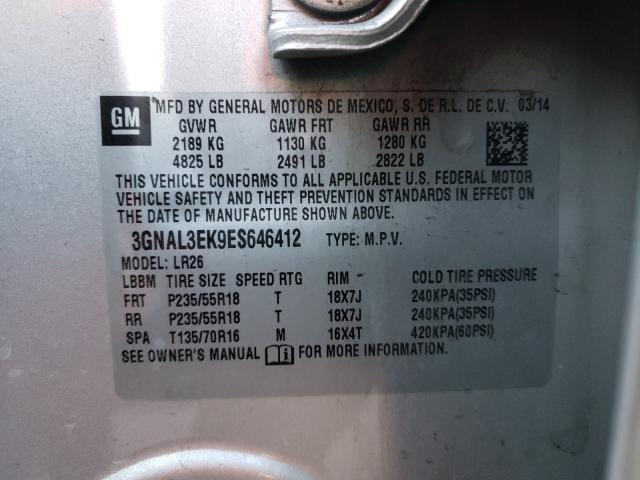 GM
*MFD BY GENERAL MOTORS DE MEXICO, S. DE R.L. DE C.V. 03/14
GVWR GAWR FRT GAWR RR
2189 KG 1130 KG 1280 KG
4825 LB 2491 LB 2822 LB
THIS VEHICLE CONFORMS TO ALL APPLICABLE U.S. FEDERAL MOTOR
VEHICLE SAFETY AND THEFT PREVENTION STANDARDS IN EFFECT ON
THE DATE OF MANUFACTURE SHOWN ABOVE.
3GNAL3EK9ES646412 TYPE: M.P.V.
MODEL: LR26
LBBM TIRE SIZE SPEED RTG RIM COLD TIRE PRESSURE
FRT P235/55R18 T 18X7J 240KPA(35PSI)
RR P235/55R18 T 18X7J 240KPA(35PSI)
SPA T135/70R16 M 16X4T 420KPA(60PSI)
SEE OWNER'S MANUAL i FOR MORE INFORMATION.